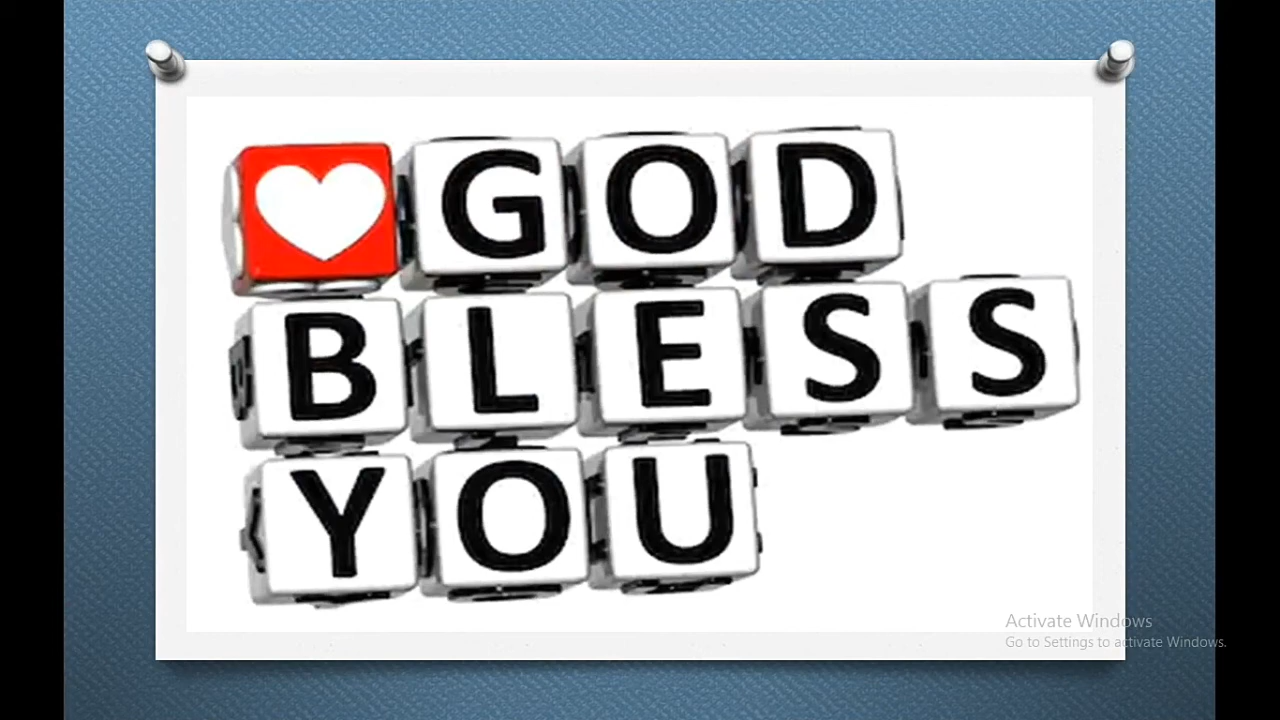 GOD
BLESS
YOU
Activate Windows
Go to Settings to activate Windows.